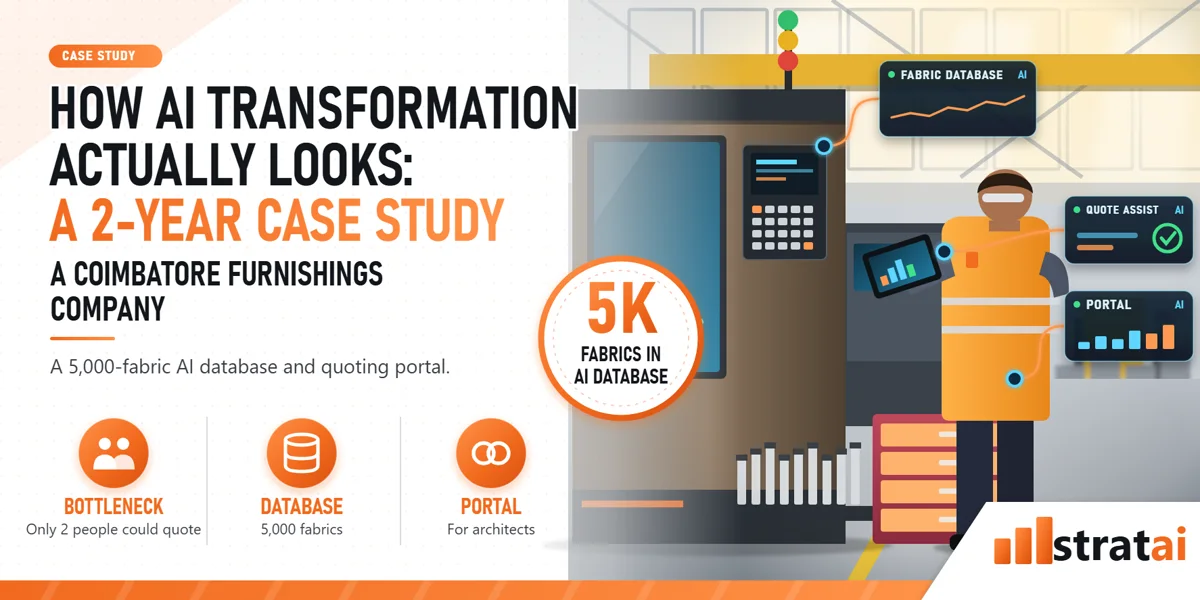 CASE STUDY
HOW AI TRANSFORMATION
ACTUALLY LOOKS:
A 2-YEAR CASE STUDY
A COIMBATORE FURNISHINGS
COMPANY
A 5,000-fabric AI database and quoting portal.
BOTTLENECK
Only 2 people could quote
DATABASE
5,000 fabrics
PORTAL
For architects
5K
FABRICS IN
AI DATABASE
FABRIC DATABASE AI
QUOTE ASSIST AI
PORTAL AI
stratai